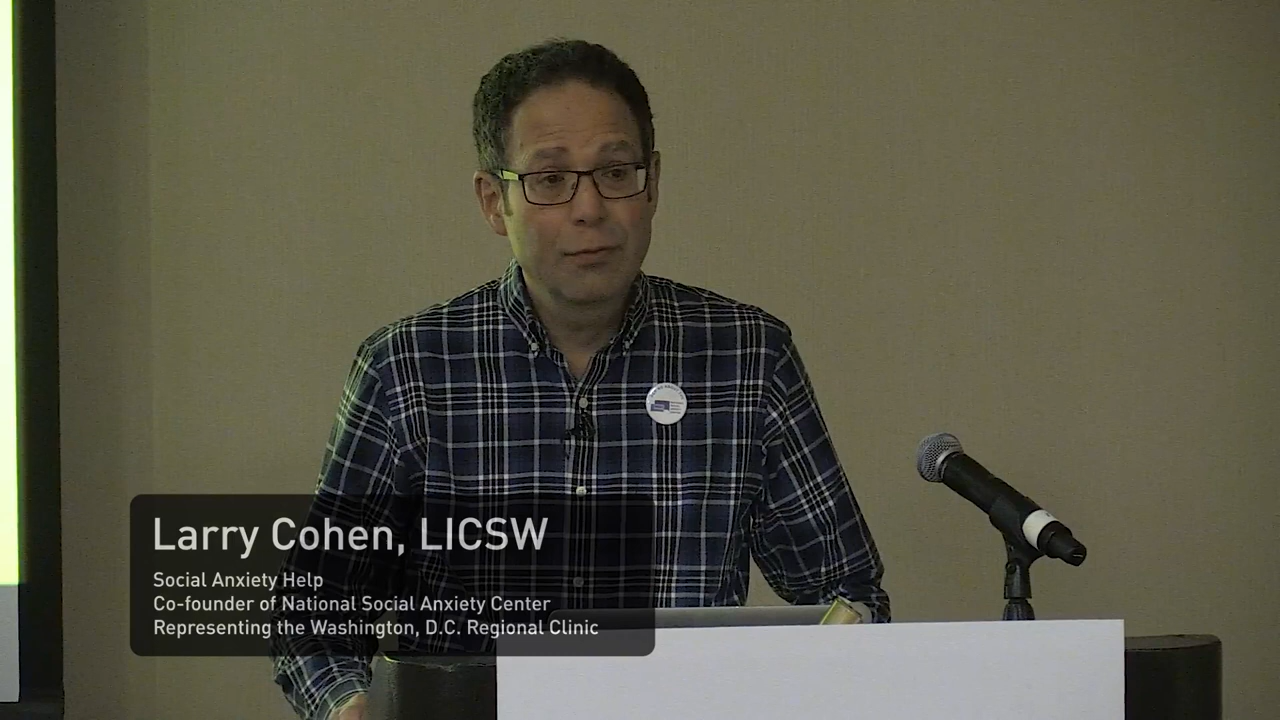 Larry Cohen, LICSW
Social Anxiety Help
Co-founder of National Social Anxiety Center
Representing the Washington, D.C. Regional Clinic